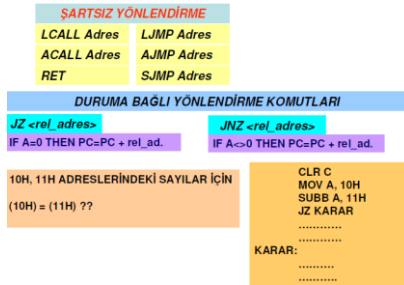 ŞARTSIZ YÖNLENDİRME
LCALL Adres LJMP Adres
ACALL Adres AJMP Adres
RET SJMP Adres
DURUMA BAĞLI YÖNLENDİRME KOMUTLARI
JZ <rel_adres>
IF A=0 THEN PC=PC + rel_ad.
JNZ <rel_adres>
IF A<>0 THEN PC=PC + rel_ad.
10H, 11H ADRESLERİNDEKİ SAYILAR İÇİN
(10H) = (11H) ??
CLR C
MOV A, 10H
SUBB A, 11H
JZ KARAR
............
............
KARAR:
..........
...........